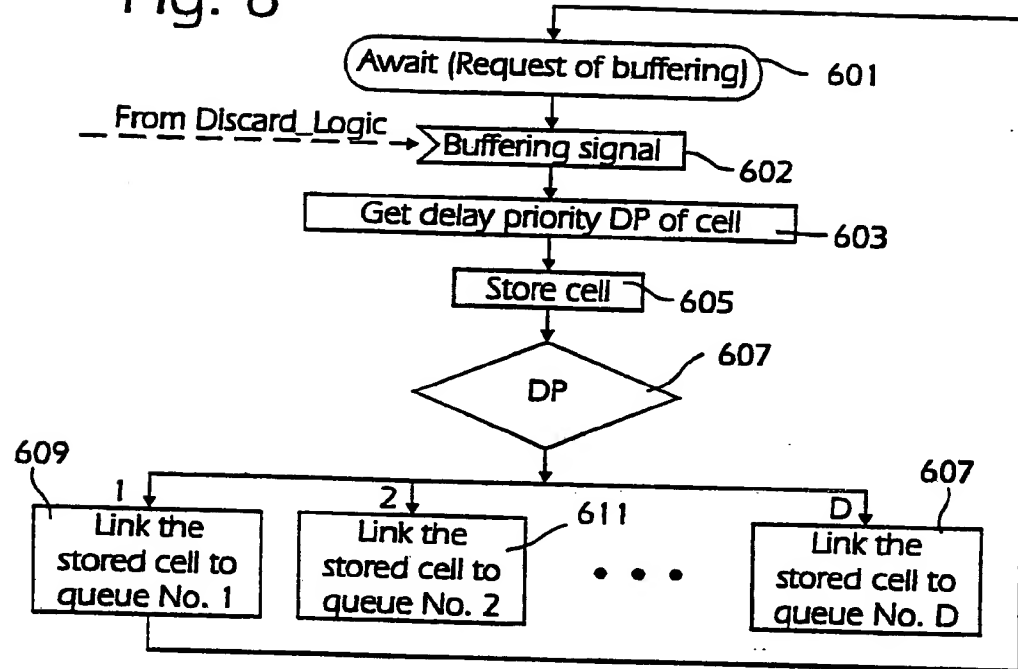 Fig. 6
Await (Request of buffering)
601
From Discard_Logic
Buffering signal
602
Get delay priority DP of cell
603
Store cell
605
DP
607
609
1
Link the
stored cell to
queue No. 1
2
Link the
stored cell to
queue No. 2
611
• • •
607
D
Link the
stored cell to
queue No. D